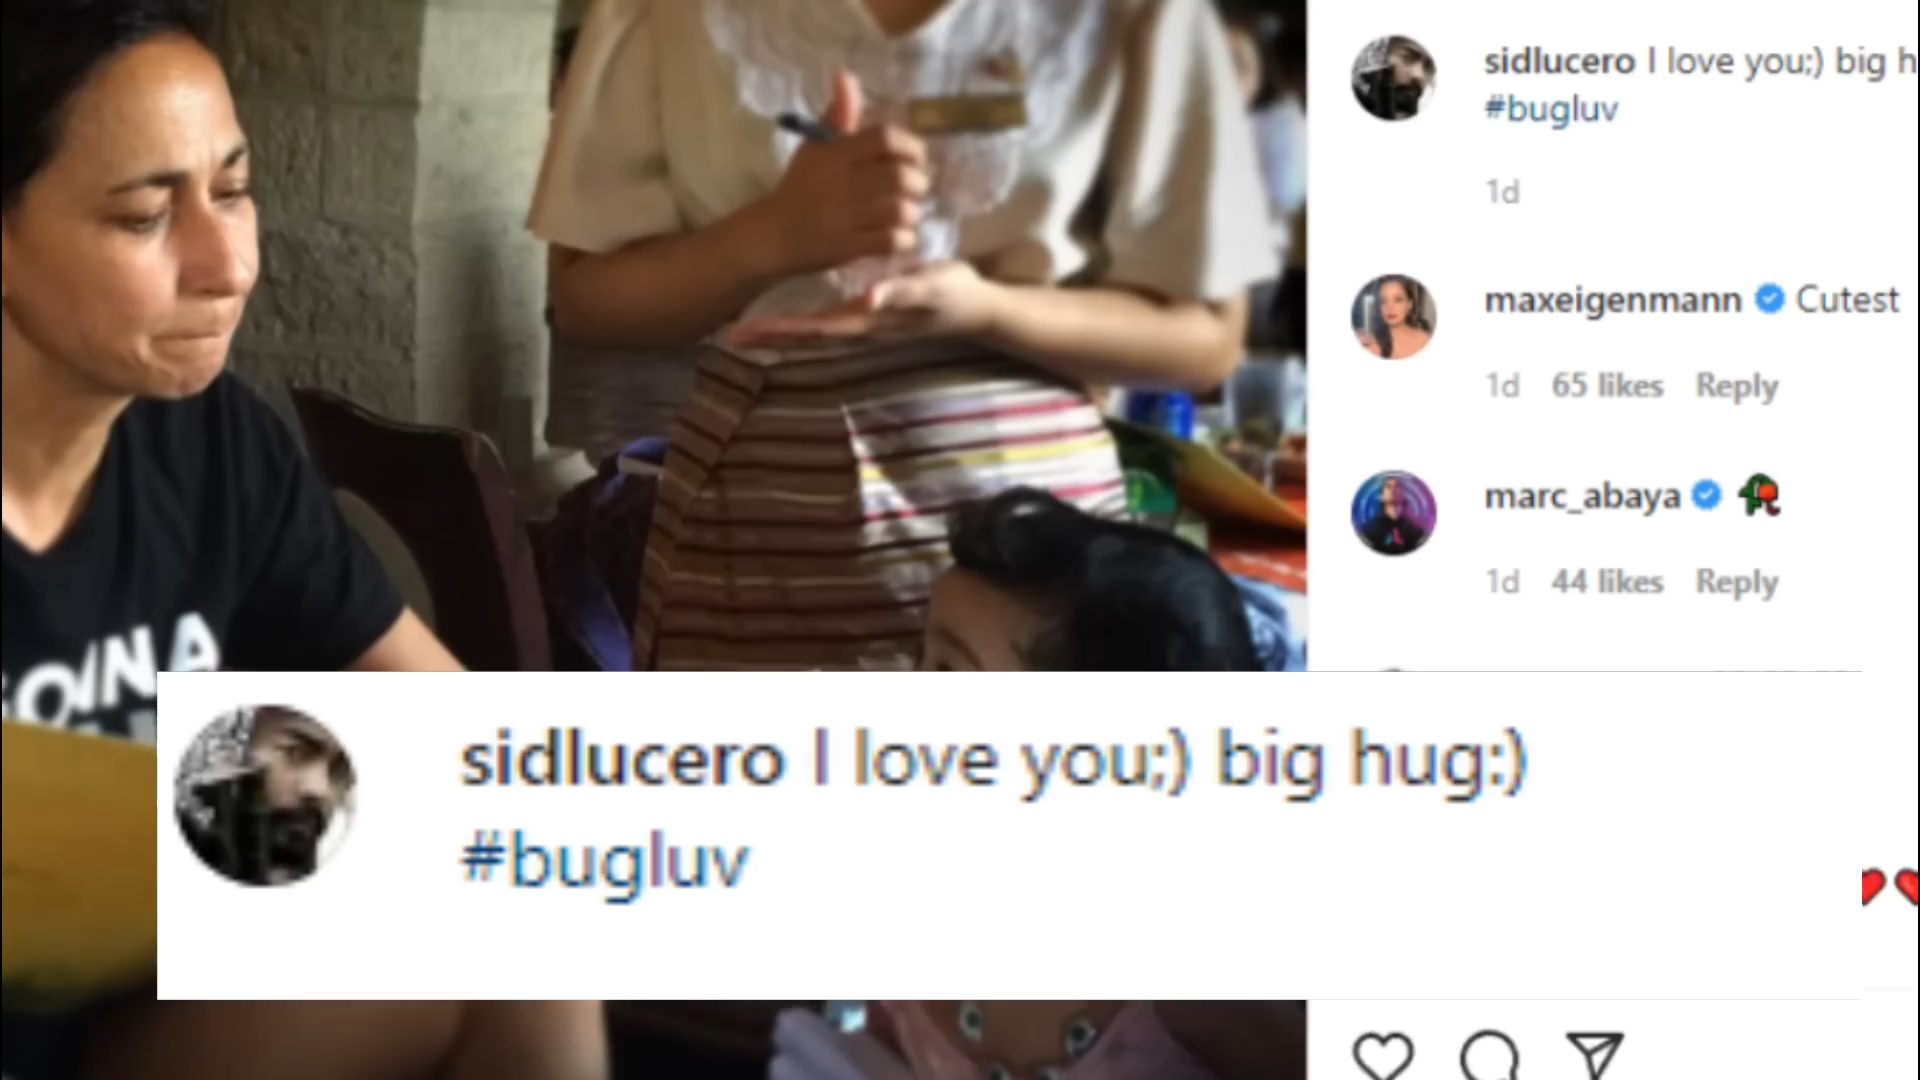 sidlucero I love you;) big h
#bugluv
1d
maxeigenmann Cutest
1d 65 likes Reply
marc_abaya
1d 44 likes Reply
OINA
sidlucero I love you;) big hug:)
#bugluv